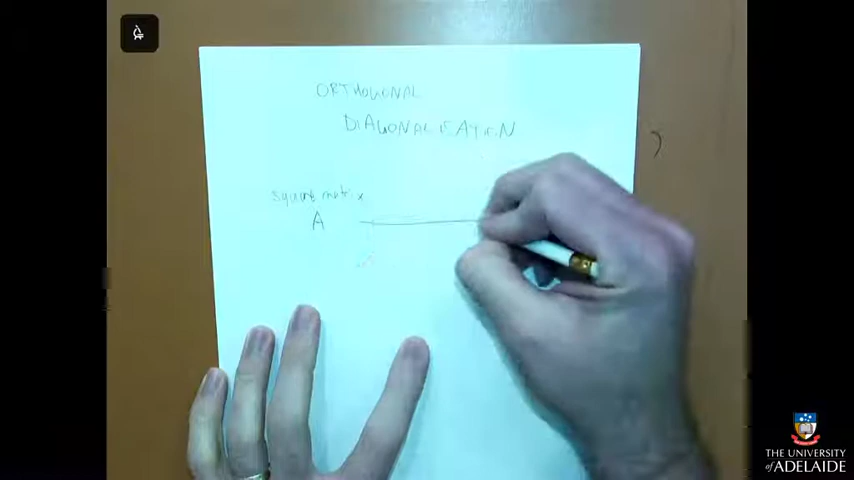 ORTHOGONAL
DIAGONALISATION
square matrix
A
THE UNIVERSITY
of ADELAIDE